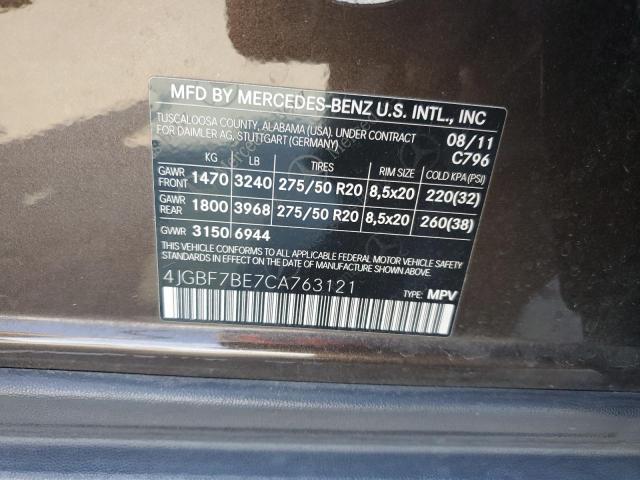 MFD BY MERCEDES-BENZ U.S. INTL., INC
TUSCALOOSA COUNTY, ALABAMA (USA), UNDER CONTRACT 08/11
FOR DAIMLER AG, STUTTGART (GERMANY) C796
KG LB TIRES RIM SIZE COLD KPA (PSI)
GAWR FRONT 1470 3240 275/50 R20 8,5x20 220(32)
GAWR REAR 1800 3968 275/50 R20 8,5x20 260(38)
GVWR 3150 6944
THIS VEHICLE CONFORMS TO ALL APPLICABLE FEDERAL MOTOR VEHICLE SAFETY
STANDARDS IN EFFECT ON THE DATE OF MANUFACTURE SHOWN ABOVE.
4JGBF7BE7CA763121 TYPE: MPV